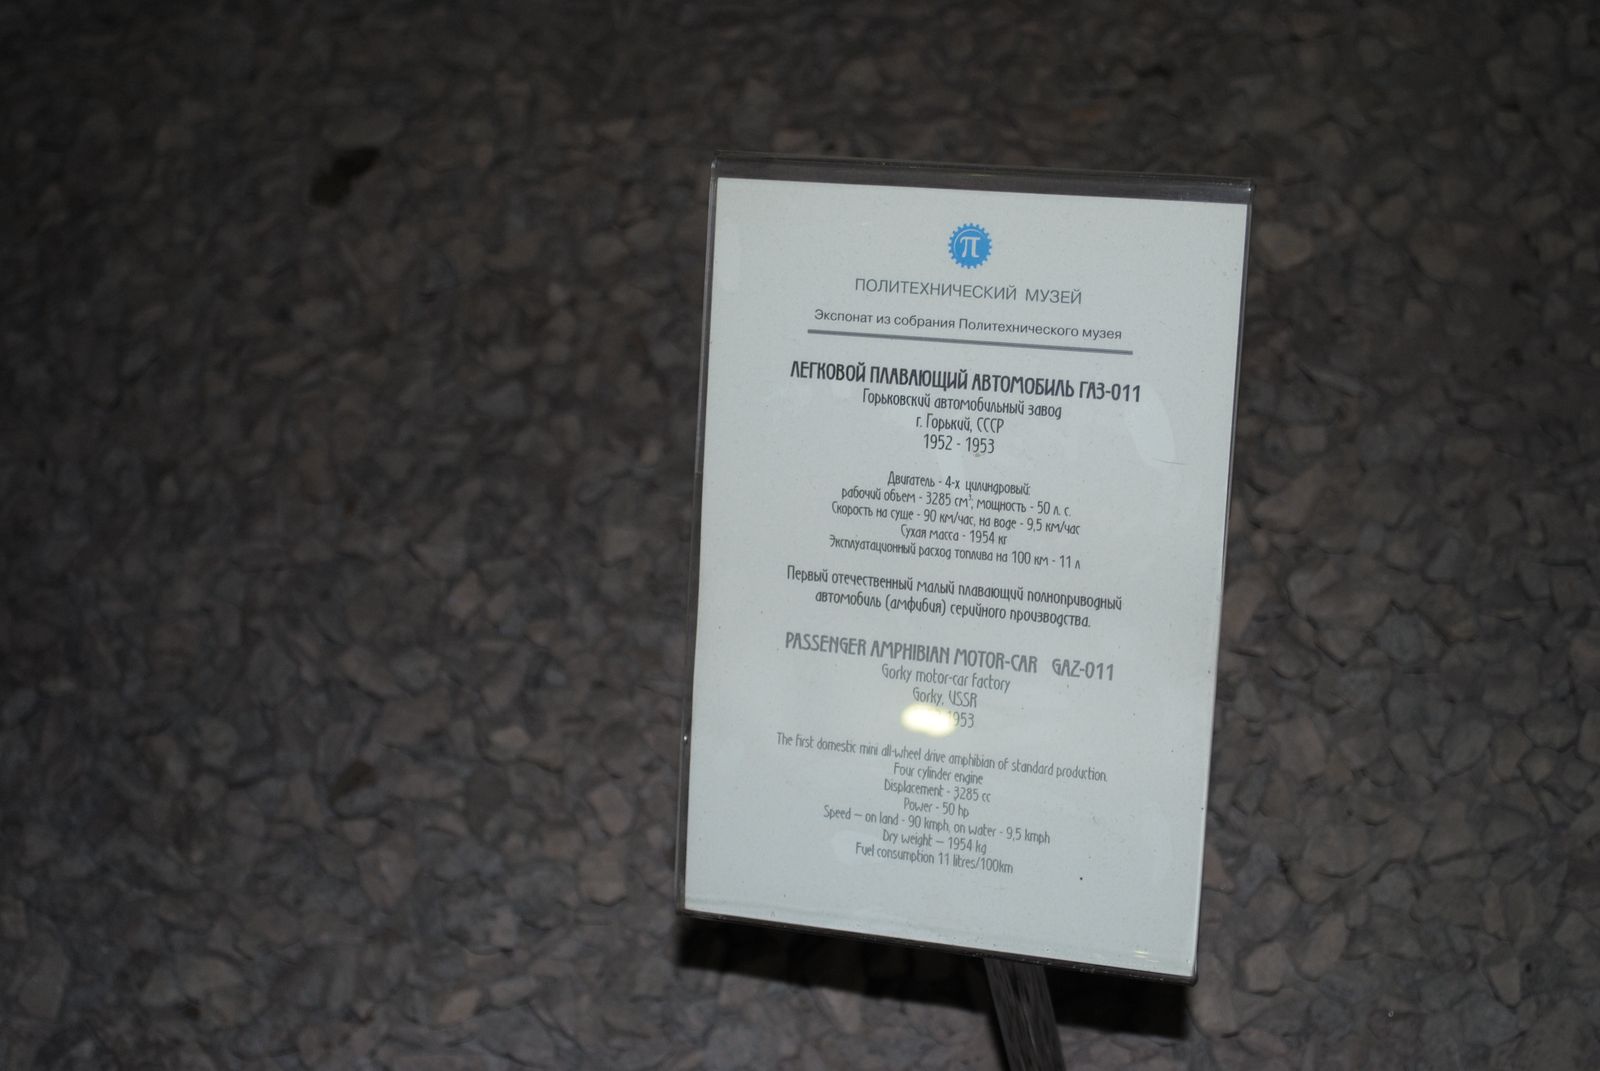 π
ПОЛИТЕХНИЧЕСКИЙ МУЗЕЙ
Экспонат из собрания Политехнического музея
ЛЕГКОВОЙ ПЛАВАЮЩИЙ АВТОМОБИЛЬ ГАЗ-011
Горьковский автомобильный завод
г. Горький, СССР
1952 - 1953
Двигатель - 4-х цилиндровый:
рабочий объем - 3285 см³; мощность - 50 л. с.
Скорость на суше - 90 км/час, на воде - 9,5 км/час
Сухая масса - 1954 кг
Эксплуатационный расход топлива на 100 км - 11 л
Первый отечественный малый плавающий полноприводный
автомобиль (амфибия) серийного производства.
PASSENGER AMPHIBIAN MOTOR-CAR GAZ-011
Gorky motor-car factory
Gorky, USSR
1953
The first domestic mini all-wheel drive amphibian of standard production.
Four cylinder engine
Displacement - 3285 cc
Power - 50 hp
Speed – on land - 90 kmph, on water - 9,5 kmph
Dry weight – 1954 kg
Fuel consumption 11 litres/100km